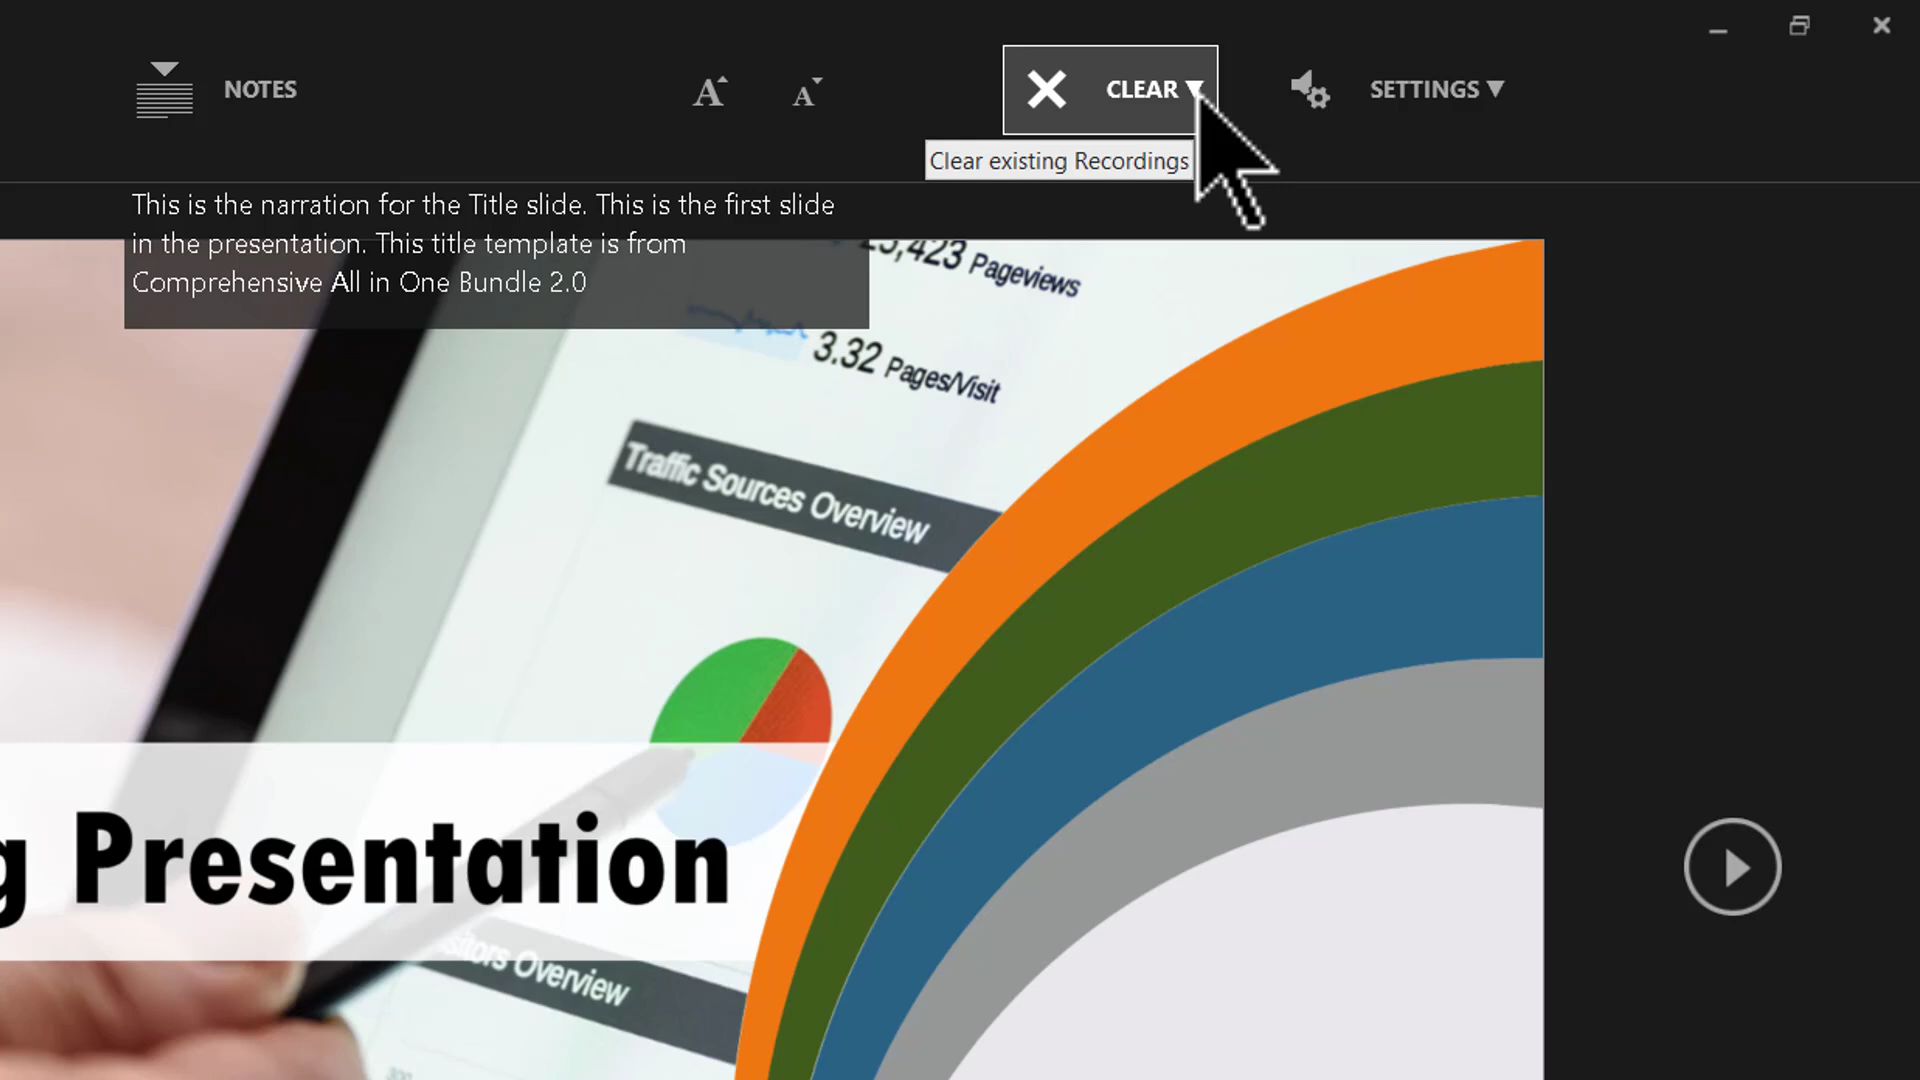 NOTES
A A
CLEAR
SETTINGS
Clear existing Recordings
This is the narration for the Title slide. This is the first slide
in the presentation. This title template is from
Comprehensive All in One Bundle 2.0
Pageviews
3.32 Pages/Visit
Traffic Sources Overview
g Presentation
Overview